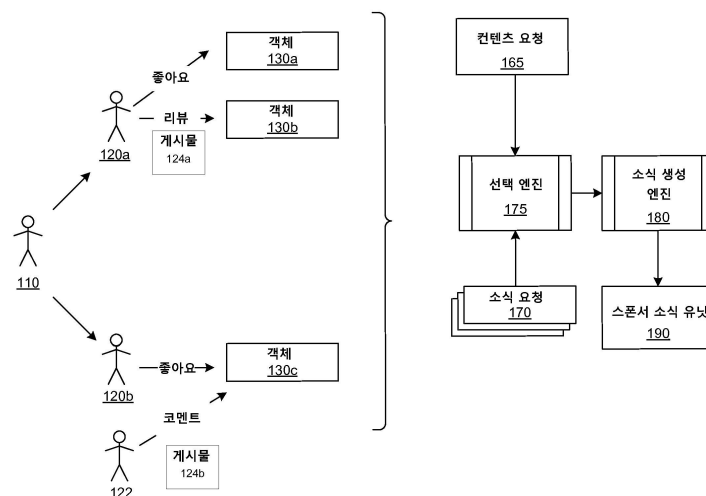 객체
130a
좋아요
리뷰
객체
130b
게시물
124a
120a
110
120b
좋아요
객체
130c
코멘트
게시물
124b
122
컨텐츠 요청
165
선택 엔진
175
소식 생성
엔진
180
소식 요청
170
스폰서 소식 유닛
190